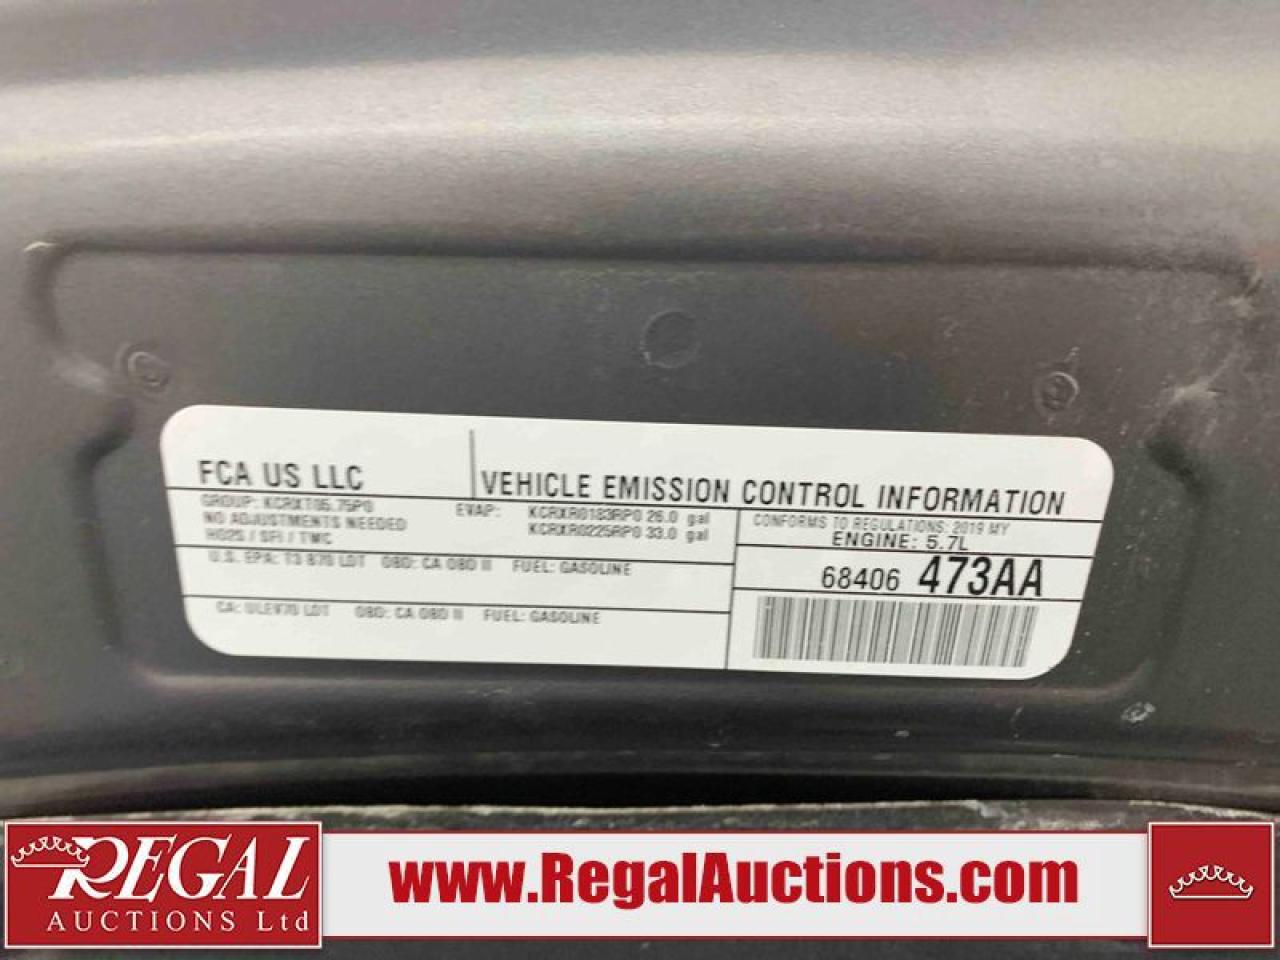 FCA US LLC
VEHICLE EMISSION CONTROL INFORMATION
GROUP: KCRXT05.75P0
NO ADJUSTMENTS NEEDED
HO2S / SFI / TWC
EVAP: KCRXR0183RP0 26.0 gal
KCRXR0225RP0 33.0 gal
CONFORMS TO REGULATIONS: 2019 MY
ENGINE: 5.7L
U.S. EPA: T3 B70 LDT OBD: CA OBD II FUEL: GASOLINE
68406 473AA
CA: ULEV70 LDT OBD: CA OBD II FUEL: GASOLINE
REGAL
AUCTIONS Ltd
www.RegalAuctions.com